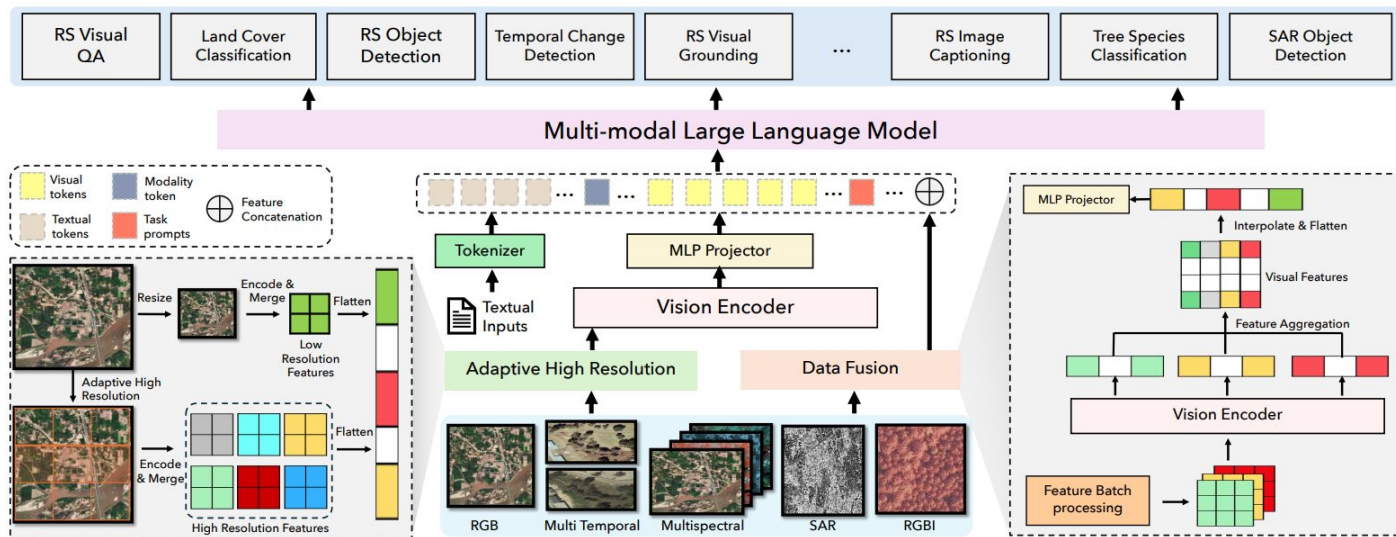 RS Visual
QA
Land Cover
Classification
RS Object
Detection
Temporal Change
Detection
RS Visual
Grounding
...
RS Image
Captioning
Tree Species
Classification
SAR Object
Detection
Multi-modal Large Language Model
Visual
tokens
Modality
token
Textual
tokens
Task
prompts
Feature
Concatenation
... ... ... ...
Tokenizer
Textual
Inputs
MLP Projector
Vision Encoder
Adaptive High Resolution
Data Fusion
RGB
Multi Temporal
Multispectral
SAR
RGBI
Resize
Encode &
Merge
Flatten
Low
Resolution
Features
Adaptive High
Resolution
Encode
& Merge
Flatten
High Resolution Features
MLP Projector
Interpolate & Flatten
Visual Features
Feature Aggregation
Vision Encoder
Feature Batch
processing